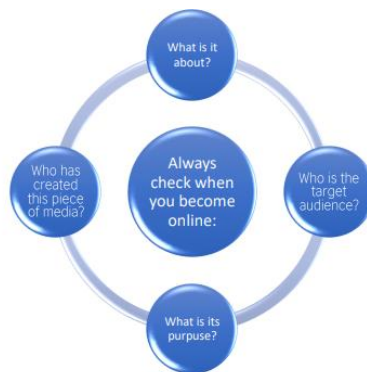 What is it
about?
Always
check when
you become
online:
Who is the
target
audience?
What is its
purpuse?
Who has
created
this piece
of media?